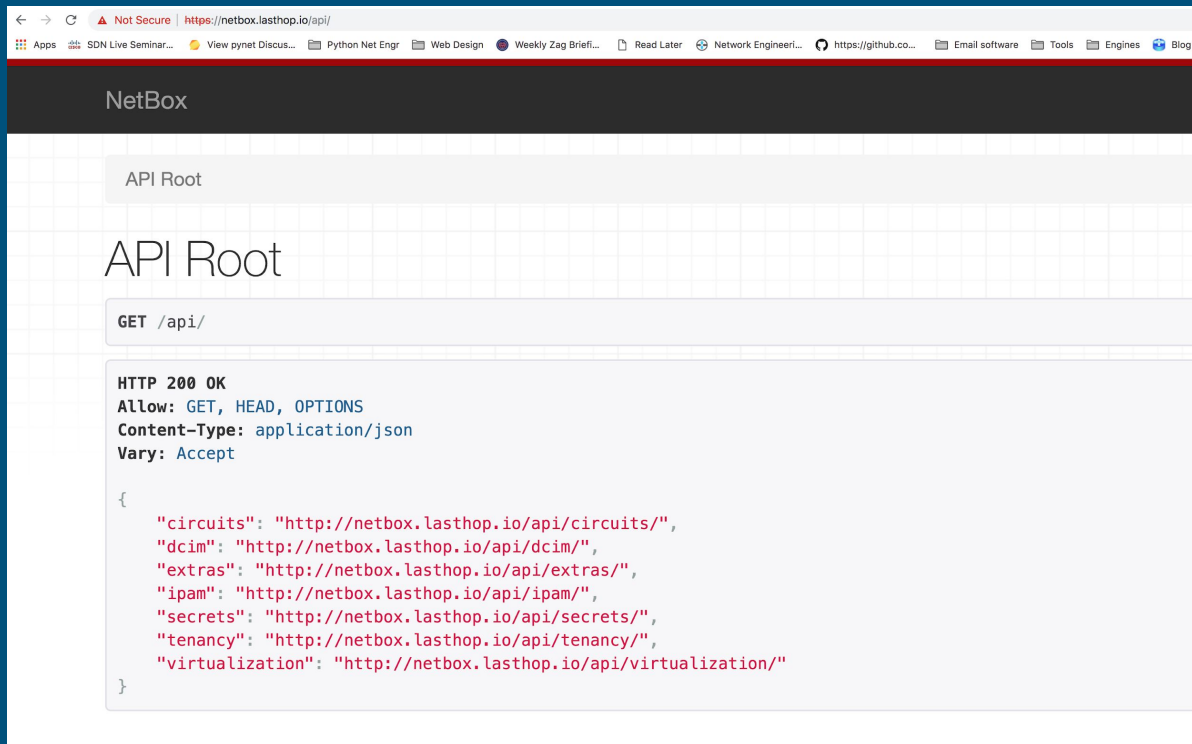 Not Secure | https://netbox.lasthop.io/api/
Apps SDN Live Seminar... View pynet Discus... Python Net Engr Web Design Weekly Zag Briefi... Read Later Network Engineeri... https://github.co... Email software Tools Engines Blog
NetBox
API Root
API Root
GET /api/
HTTP 200 OK
Allow: GET, HEAD, OPTIONS
Content-Type: application/json
Vary: Accept
{
    "circuits": "http://netbox.lasthop.io/api/circuits/",
    "dcim": "http://netbox.lasthop.io/api/dcim/",
    "extras": "http://netbox.lasthop.io/api/extras/",
    "ipam": "http://netbox.lasthop.io/api/ipam/",
    "secrets": "http://netbox.lasthop.io/api/secrets/",
    "tenancy": "http://netbox.lasthop.io/api/tenancy/",
    "virtualization": "http://netbox.lasthop.io/api/virtualization/"
}